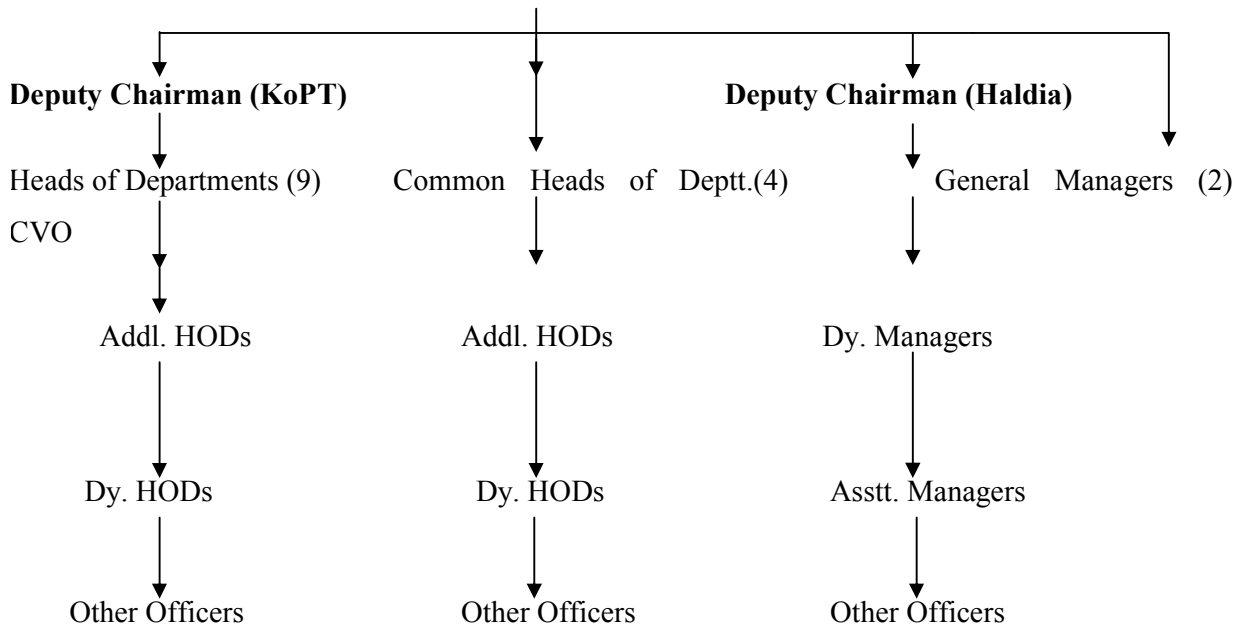 Deputy Chairman (KoPT) Deputy Chairman (Haldia)
Heads of Departments (9) Common Heads of Deptt.(4) General Managers (2)
CVO
Addl. HODs Addl. HODs Dy. Managers
Dy. HODs Dy. HODs Asstt. Managers
Other Officers Other Officers Other Officers